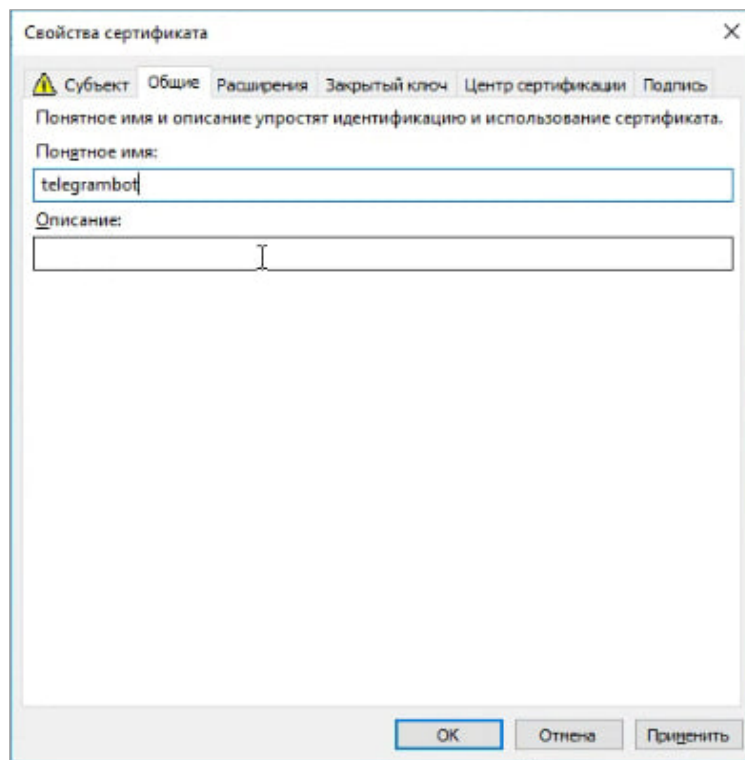 Свойства сертификата
Субъект Общие Расширения Закрытый ключ Центр сертификации Подпись
Понятное имя и описание упростят идентификацию и использование сертификата.
Понятное имя:
telegrambot
Описание:
ОК Отмена Применить